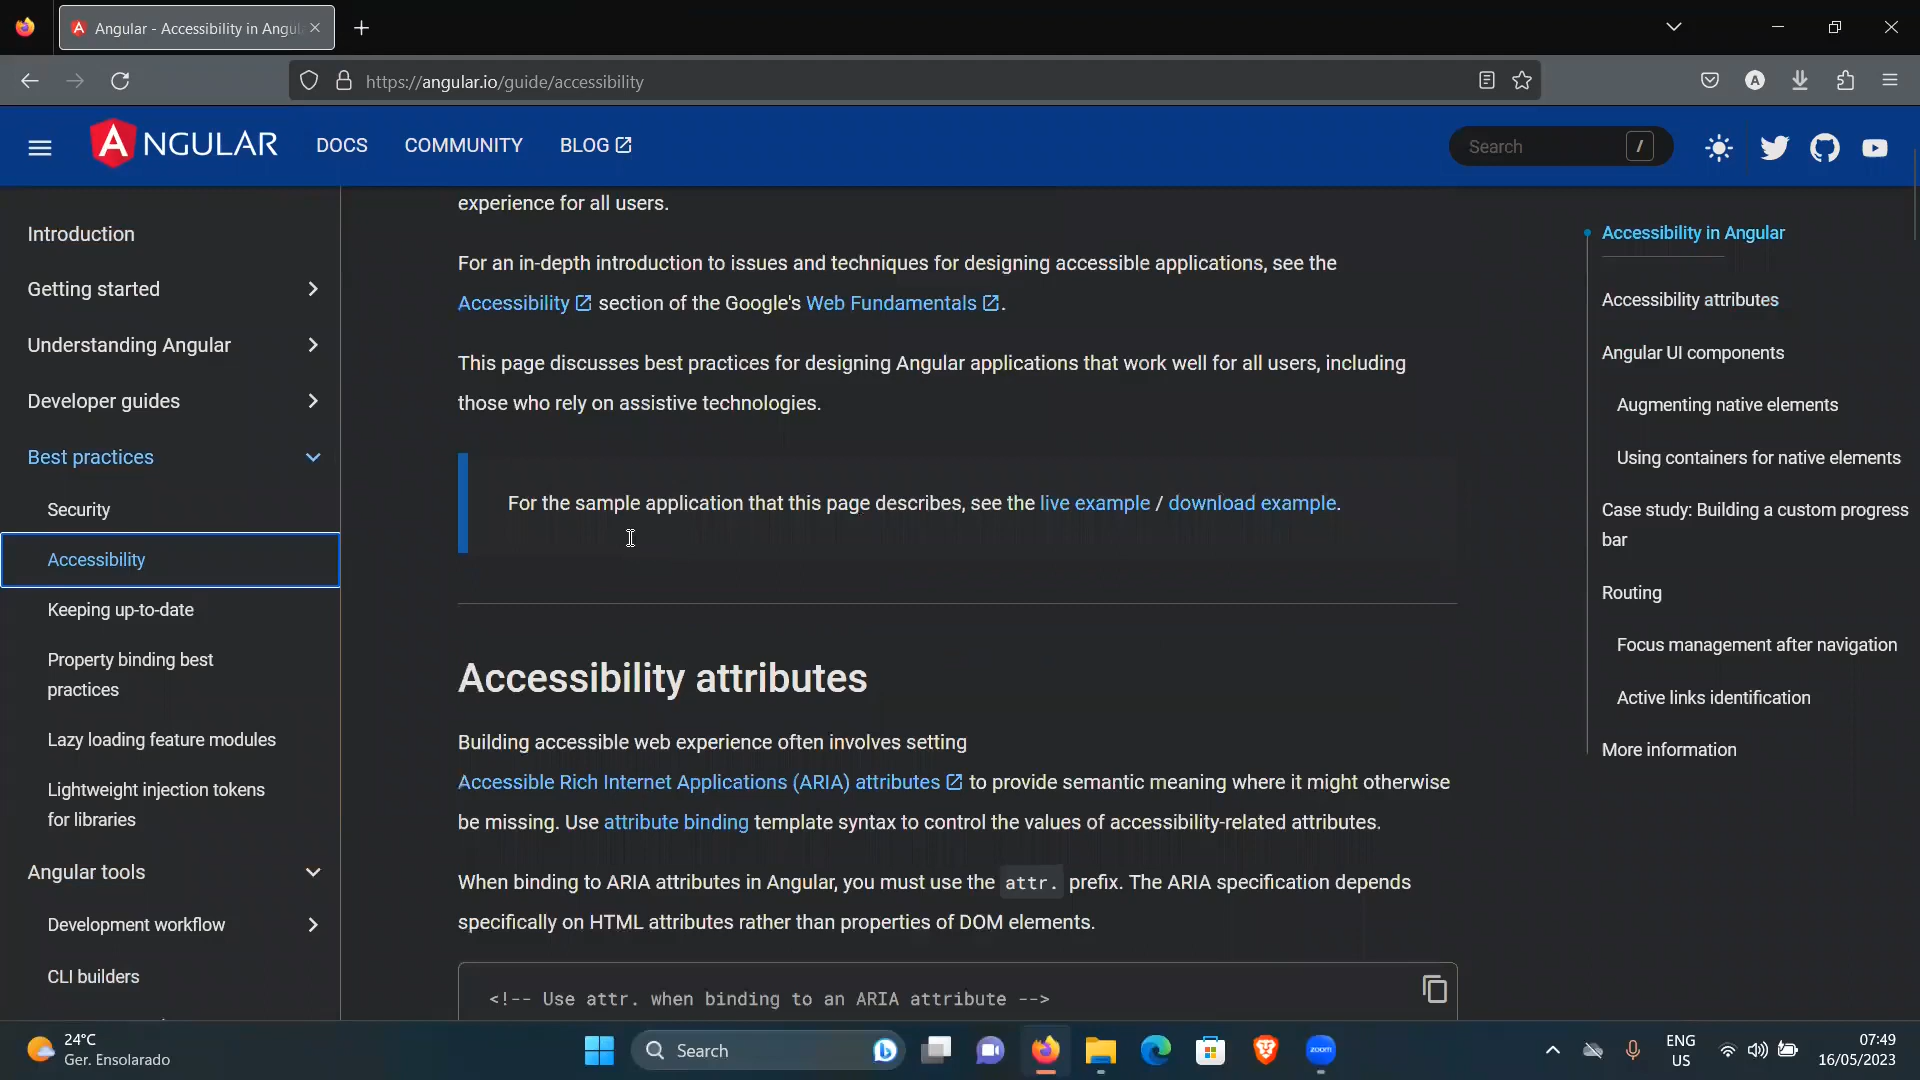 Angular - Accessibility in Angul
https://angular.io/guide/accessibility
A
ANGULAR
DOCS
COMMUNITY
BLOG
Search
/
Introduction
Getting started
Understanding Angular
Developer guides
Best practices
Security
Accessibility
Keeping up-to-date
Property binding best
practices
Lazy loading feature modules
Lightweight injection tokens
for libraries
Angular tools
Development workflow
CLI builders
experience for all users.
For an in-depth introduction to issues and techniques for designing accessible applications, see the
Accessibility section of the Google's Web Fundamentals .
This page discusses best practices for designing Angular applications that work well for all users, including
those who rely on assistive technologies.
For the sample application that this page describes, see the live example / download example.
Accessibility attributes
Building accessible web experience often involves setting
Accessible Rich Internet Applications (ARIA) attributes to provide semantic meaning where it might otherwise
be missing. Use attribute binding template syntax to control the values of accessibility-related attributes.
When binding to ARIA attributes in Angular, you must use the attr. prefix. The ARIA specification depends
specifically on HTML attributes rather than properties of DOM elements.
<!-- Use attr. when binding to an ARIA attribute -->
Accessibility in Angular
Accessibility attributes
Angular UI components
Augmenting native elements
Using containers for native elements
Case study: Building a custom progress
bar
Routing
Focus management after navigation
Active links identification
More information
24°C
Ger. Ensolarado
Search
zoom
ENG
US
07:49
16/05/2023